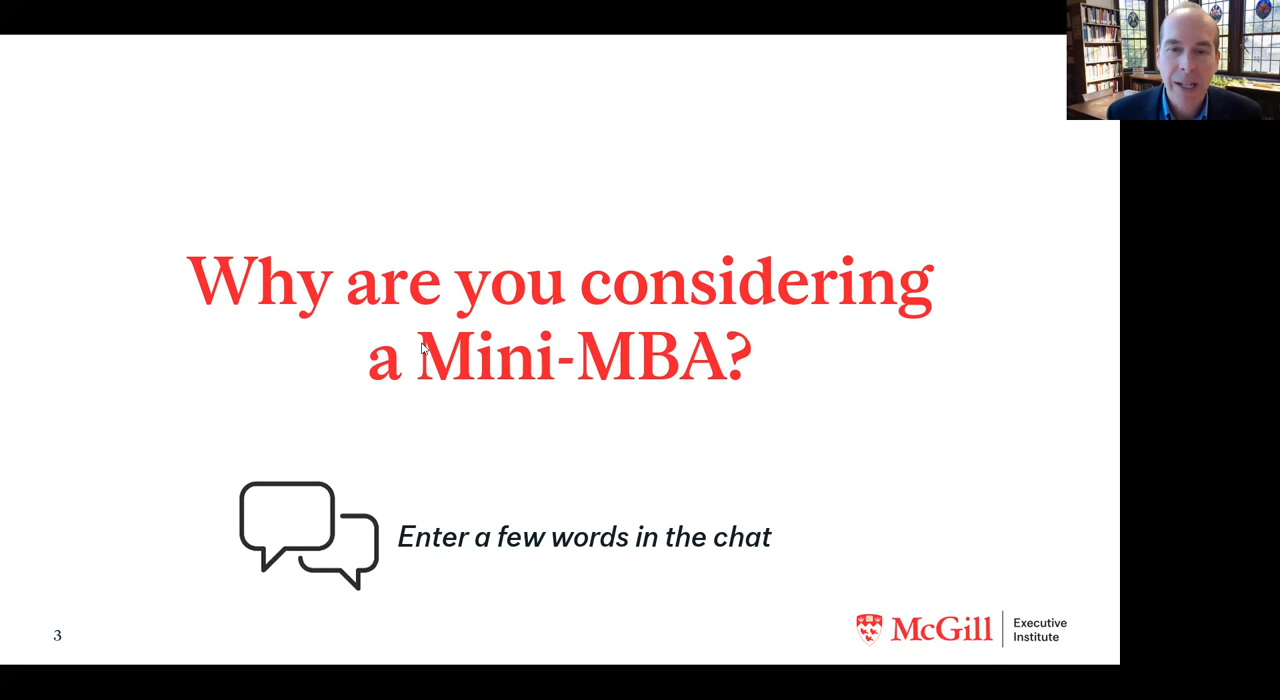 Why are you considering
a Mini-MBA?
Enter a few words in the chat
3
McGill
Executive
Institute